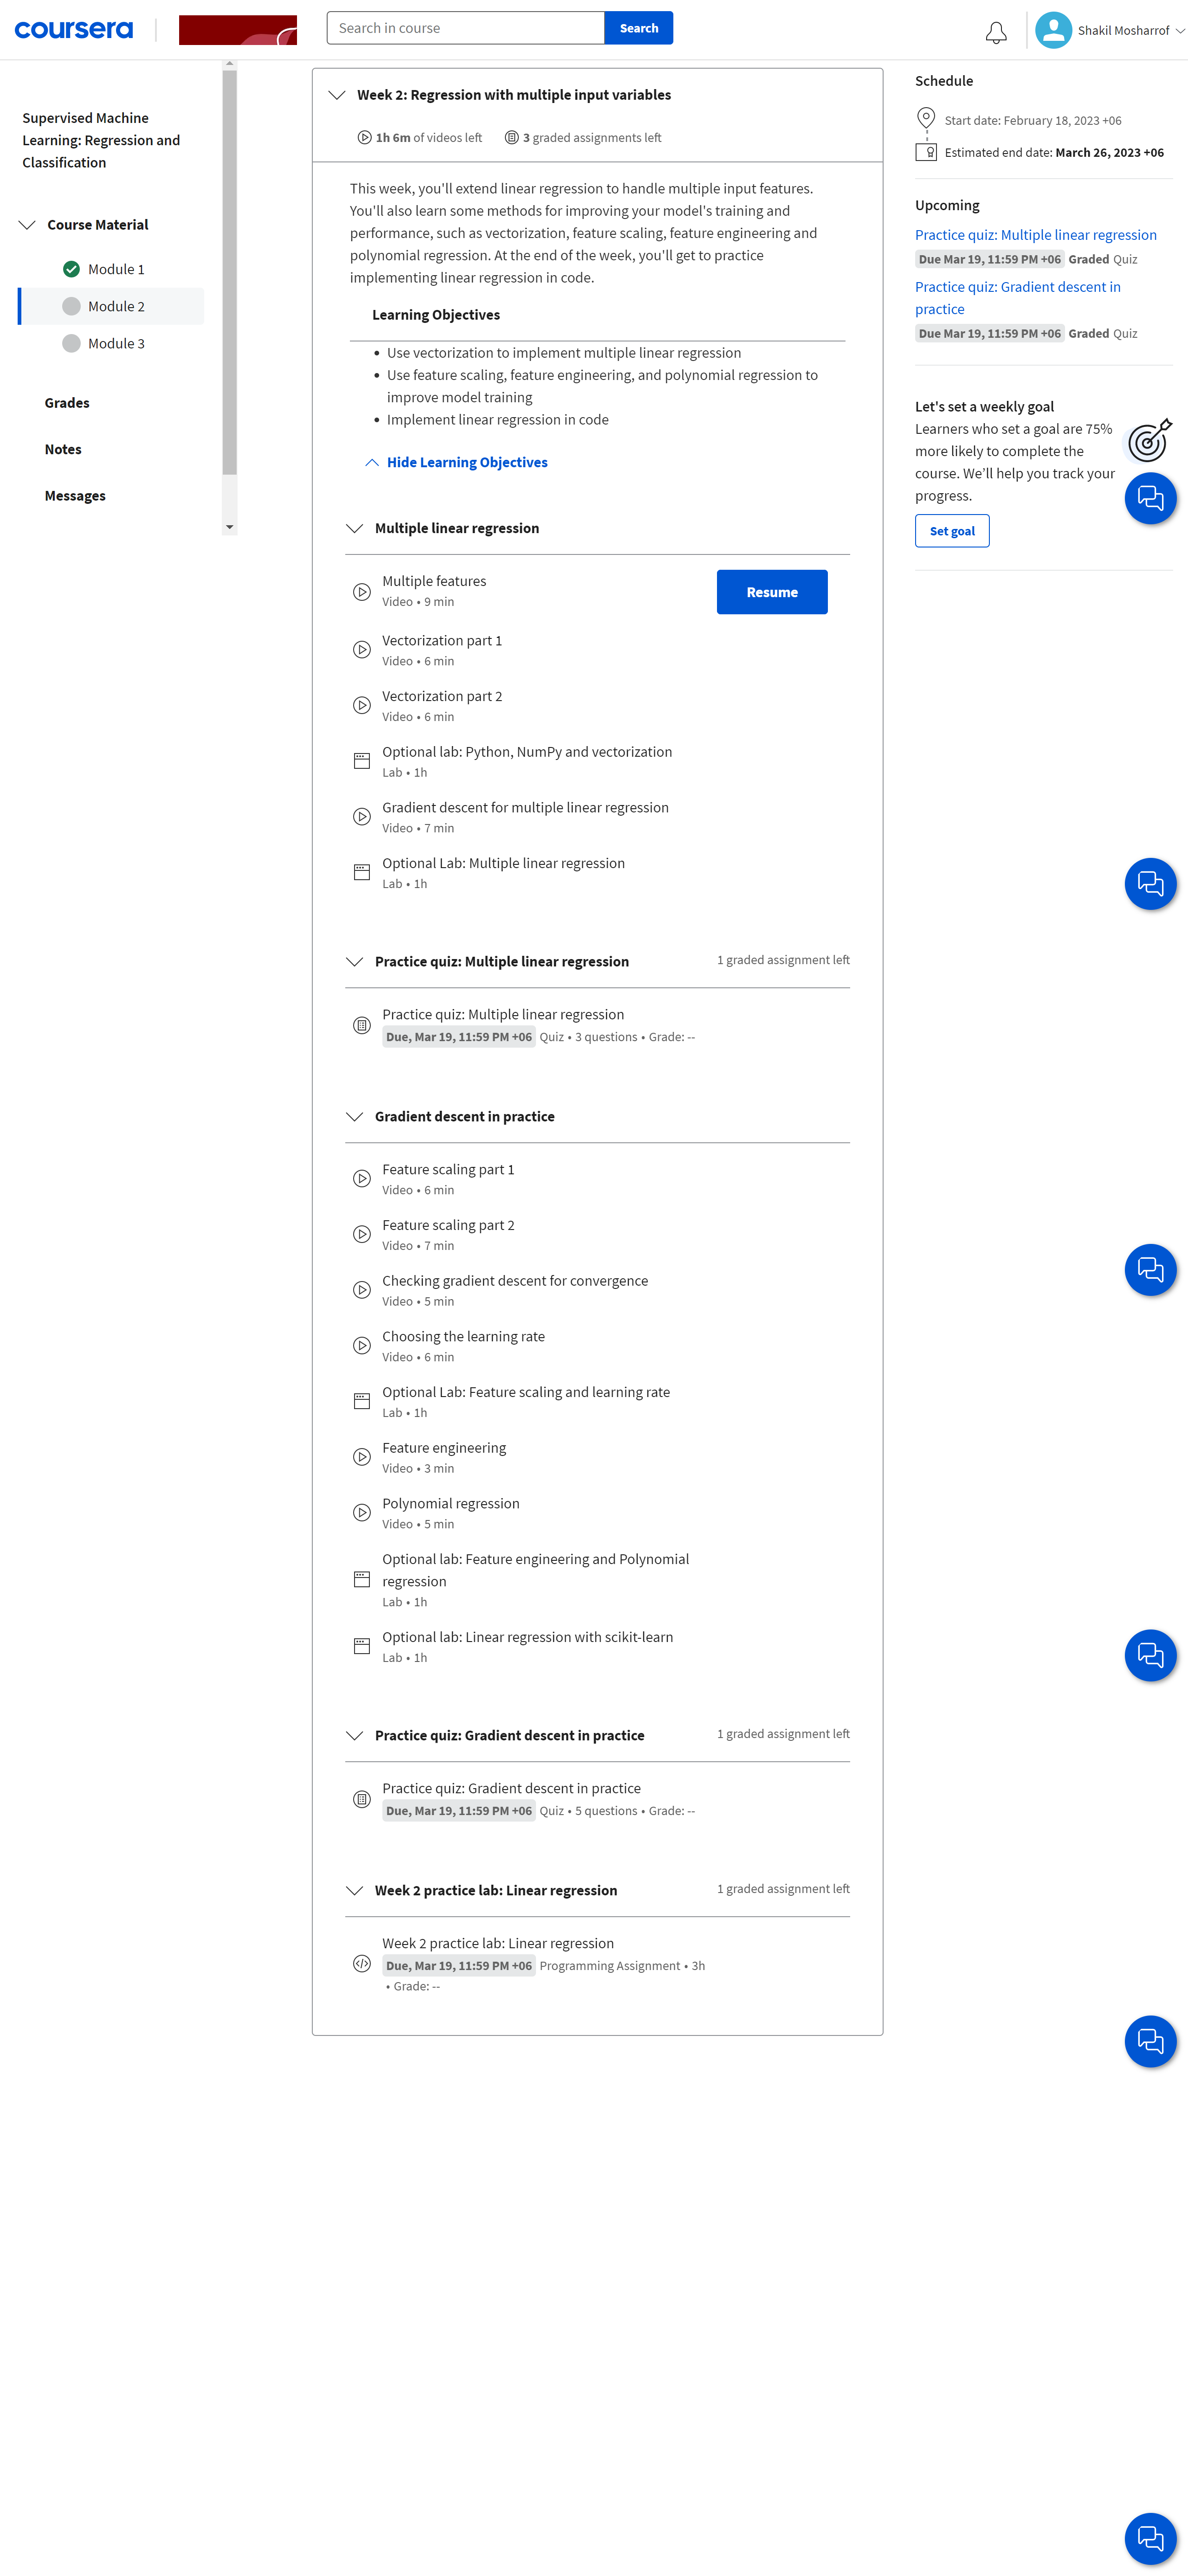 coursera
Search in course
Search
Shakil Mosharrof
Supervised Machine
Learning: Regression and
Classification
Course Material
Module 1
Module 2
Module 3
Grades
Notes
Messages
Week 2: Regression with multiple input variables
1h 6m of videos left
3 graded assignments left
This week, you'll extend linear regression to handle multiple input features.
You'll also learn some methods for improving your model's training and
performance, such as vectorization, feature scaling, feature engineering and
polynomial regression. At the end of the week, you'll get to practice
implementing linear regression in code.
Learning Objectives
• Use vectorization to implement multiple linear regression
• Use feature scaling, feature engineering, and polynomial regression to
improve model training
• Implement linear regression in code
Hide Learning Objectives
Multiple linear regression
Multiple features
Video • 9 min
Resume
Vectorization part 1
Video • 6 min
Vectorization part 2
Video • 6 min
Optional lab: Python, NumPy and vectorization
Lab • 1h
Gradient descent for multiple linear regression
Video • 7 min
Optional Lab: Multiple linear regression
Lab • 1h
Practice quiz: Multiple linear regression
1 graded assignment left
Practice quiz: Multiple linear regression
Due, Mar 19, 11:59 PM +06 Quiz • 3 questions • Grade: --
Gradient descent in practice
Feature scaling part 1
Video • 6 min
Feature scaling part 2
Video • 7 min
Checking gradient descent for convergence
Video • 5 min
Choosing the learning rate
Video • 6 min
Optional Lab: Feature scaling and learning rate
Lab • 1h
Feature engineering
Video • 3 min
Polynomial regression
Video • 5 min
Optional lab: Feature engineering and Polynomial
regression
Lab • 1h
Optional lab: Linear regression with scikit-learn
Lab • 1h
Practice quiz: Gradient descent in practice
1 graded assignment left
Practice quiz: Gradient descent in practice
Due, Mar 19, 11:59 PM +06 Quiz • 5 questions • Grade: --
Week 2 practice lab: Linear regression
1 graded assignment left
Week 2 practice lab: Linear regression
Due, Mar 19, 11:59 PM +06 Programming Assignment • 3h
• Grade: --
Schedule
Start date: February 18, 2023 +06
Estimated end date: March 26, 2023 +06
Upcoming
Practice quiz: Multiple linear regression
Due Mar 19, 11:59 PM +06 Graded Quiz
Practice quiz: Gradient descent in
practice
Due Mar 19, 11:59 PM +06 Graded Quiz
Let's set a weekly goal
Learners who set a goal are 75%
more likely to complete the
course. We’ll help you track your
progress.
Set goal